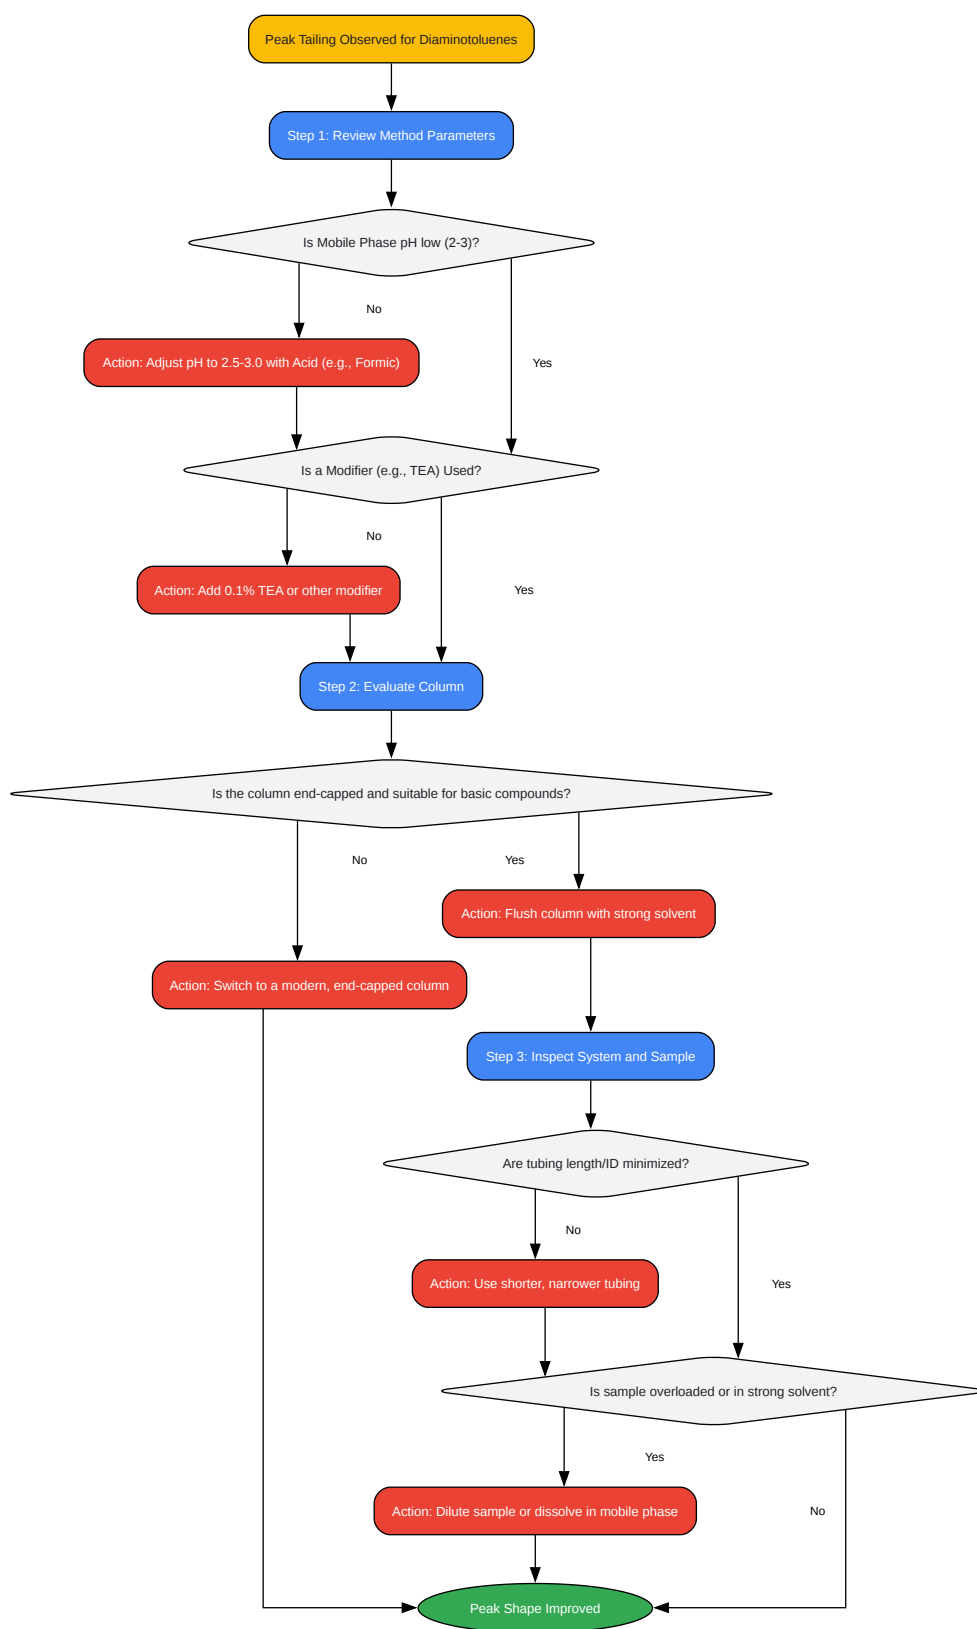 Peak Tailing Observed for Diaminotoluenes
Step 1: Review Method Parameters
Is Mobile Phase pH low (2-3)?
No
Action: Adjust pH to 2.5-3.0 with Acid (e.g., Formic)
Yes
Is a Modifier (e.g., TEA) Used?
No
Action: Add 0.1% TEA or other modifier
Yes
Step 2: Evaluate Column
Is the column end-capped and suitable for basic compounds?
No
Yes
Action: Flush column with strong solvent
Action: Switch to a modern, end-capped column
Step 3: Inspect System and Sample
Are tubing length/ID minimized?
No
Action: Use shorter, narrower tubing
Yes
Is sample overloaded or in strong solvent?
Yes
Action: Dilute sample or dissolve in mobile phase
No
Peak Shape Improved